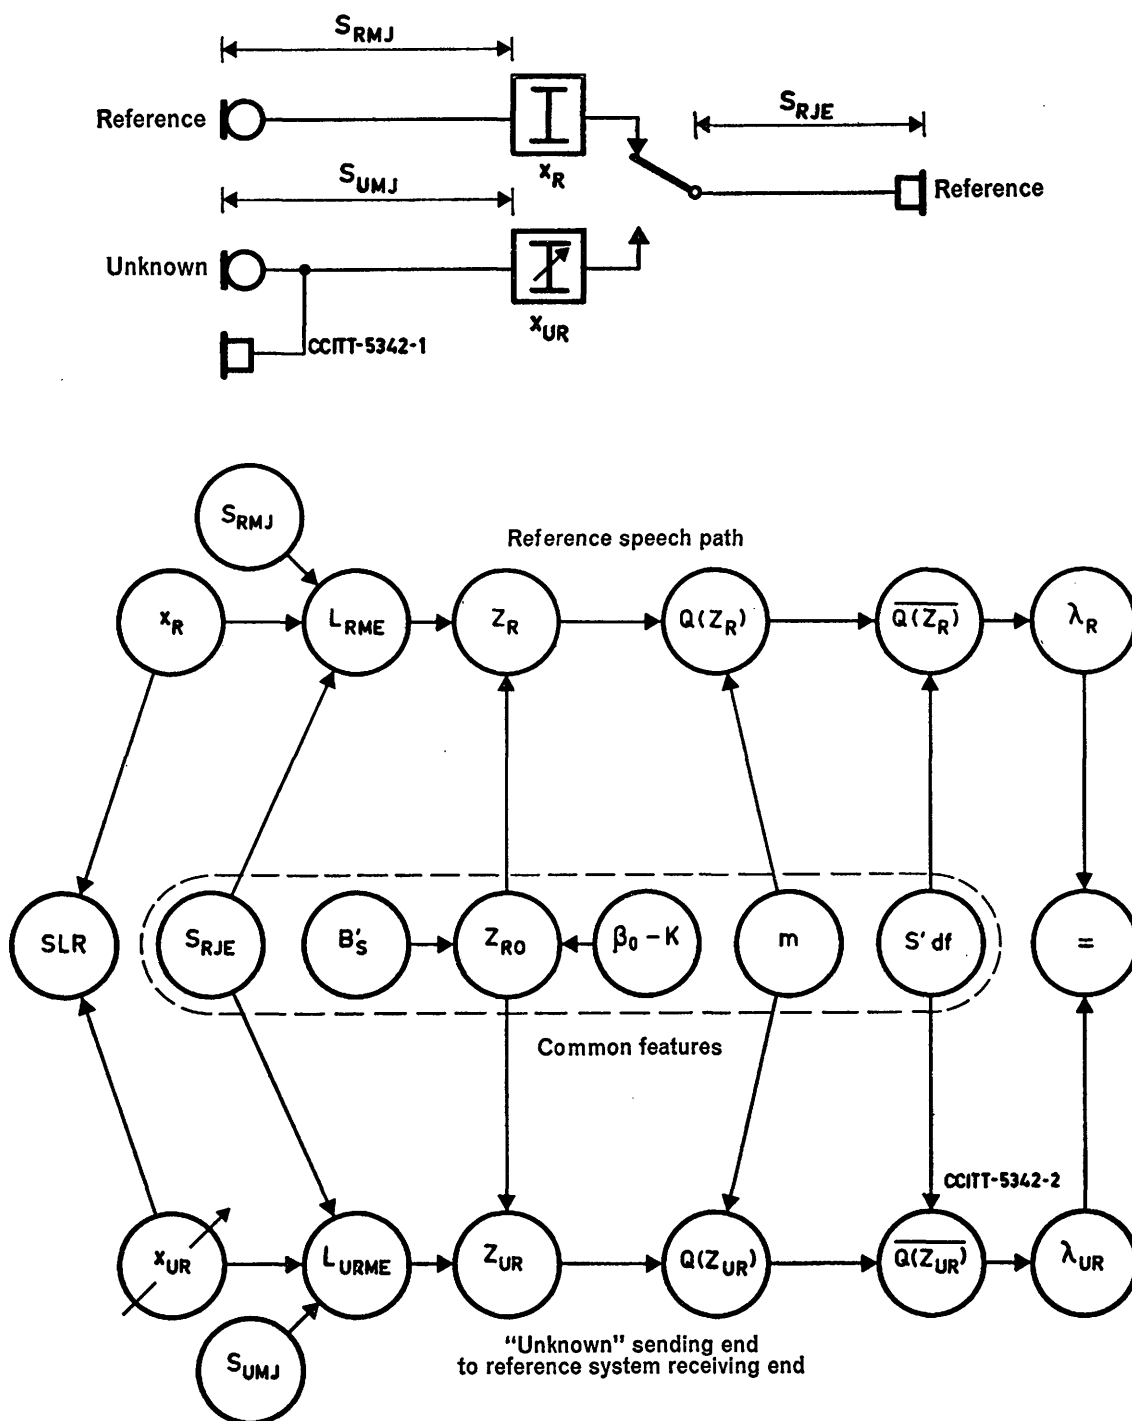 S_RMJ
Reference
x_R
S_RJE
Reference
S_UMJ
Unknown
x_UR
CCITT-5342-1
S_RMJ
Reference speech path
x_R
L_RME
Z_R
Q(Z_R)
Q(Z_R)
λ_R
SLR
S_RJE
B'_S
Z_RO
β_0 – K
m
S' df
=
Common features
CCITT-5342-2
x_UR
L_URME
Z_UR
Q(Z_UR)
Q(Z_UR)
λ_UR
S_UMJ
“Unknown” sending end
to reference system receiving end